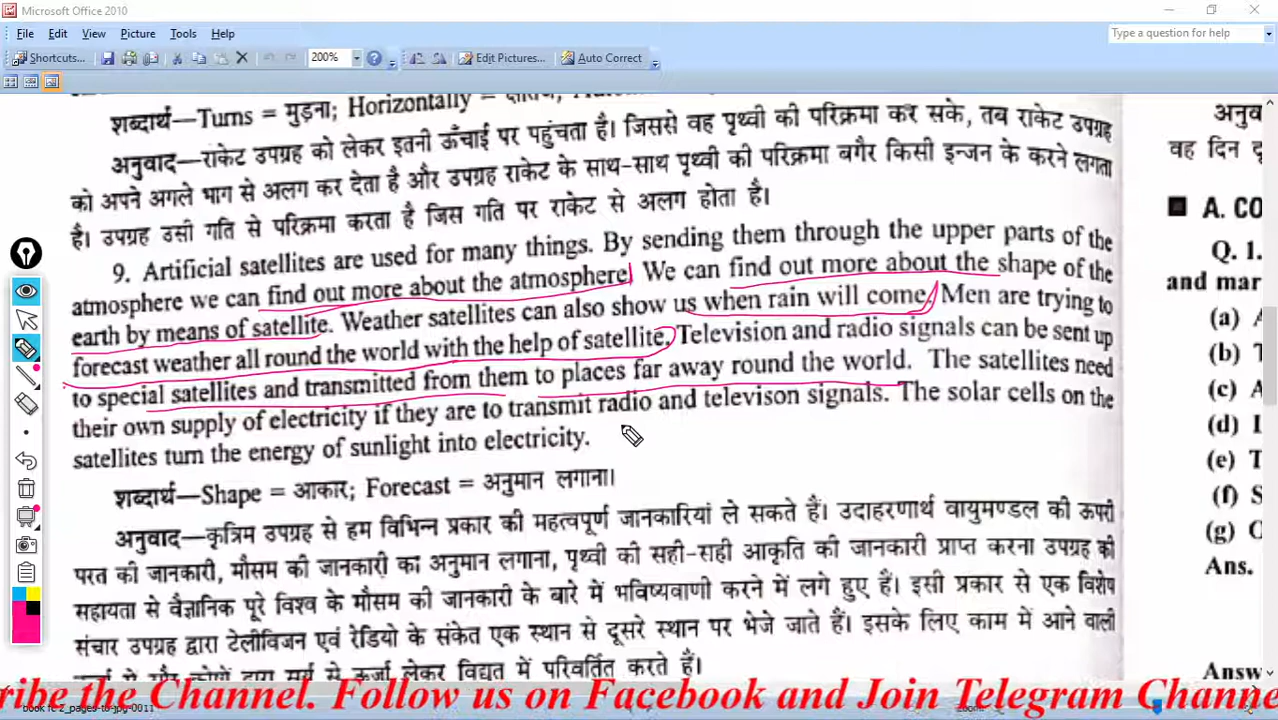 Microsoft Office 2010
File Edit View Picture Tools Help
Type a question for help
Shortcuts... 200% Edit Pictures... Auto Correct
शब्दार्थ—Turns = मुड़ना; Horizontally =
अनुवाद—राकेट उपग्रह को लेकर इतनी ऊँचाई पर पहुंचता है। जिससे वह पृथ्वी की परिक्रमा कर सके, तब राकेट उपग्रह
को अपने अगले भाग से अलग कर देता है और उपग्रह राकेट के साथ-साथ पृथ्वी की परिक्रमा बगैर किसी इन्जन के करने लगता
है। उपग्रह उसी गति से परिक्रमा करता है जिस गति पर राकेट से अलग होता है।
9. Artificial satellites are used for many things. By sending them through the upper parts of the
atmosphere we can find out more about the atmosphere. We can find out more about the shape of the
earth by means of satellite. Weather satellites can also show us when rain will come. Men are trying to
forecast weather all round the world with the help of satellite. Television and radio signals can be sent up
to special satellites and transmitted from them to places far away round the world. The satellites need
their own supply of electricity if they are to transmit radio and televison signals. The solar cells on the
satellites turn the energy of sunlight into electricity.
शब्दार्थ—Shape = आकार; Forecast = अनुमान लगाना।
अनुवाद—कृत्रिम उपग्रह से हम विभिन्न प्रकार की महत्वपूर्ण जानकारियां ले सकते हैं। उदाहरणार्थ वायुमण्डल की ऊपरी
परत की जानकारी, मौसम की जानकारी का अनुमान लगाना, पृथ्वी की सही-सही आकृति की जानकारी प्राप्त करना उपग्रह की
सहायता से वैज्ञानिक पूरे विश्व के मौसम की जानकारी के बारे में भविष्यवाणी करने में लगे हुए हैं। इसी प्रकार से एक विशेष
संचार उपग्रह द्वारा टेलीविजन एवं रेडियो के संकेत एक स्थान से दूसरे स्थान पर भेजे जाते हैं। इसके लिए काम में आने वाली
सूर्य से ऊर्जा लेकर विद्युत में परिवर्तित करते हैं।
वह दिन
A. CO
Q. 1.
and mar
(a)
(b)
(c)
(d)
(e)
(f)
(g)
Ans.
Answ
ribe the Channel. Follow us on Facebook and Join Telegram Channe
book fc 2_pages-to-jpg-0011